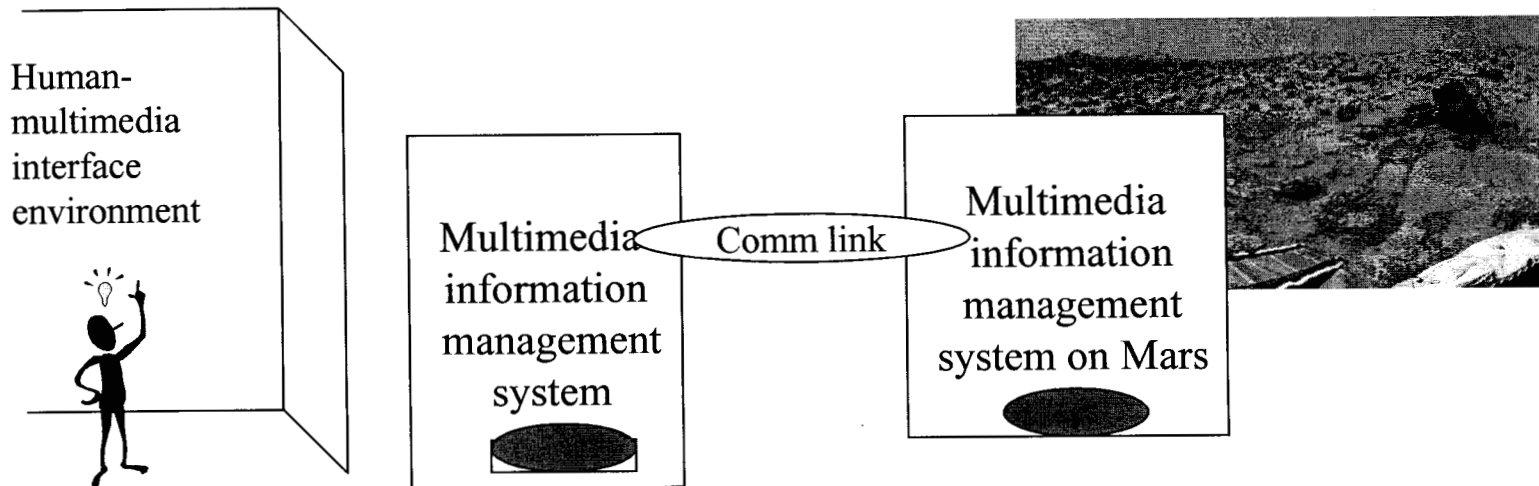 Human-
multimedia
interface
environment
Multimedia
information
management
system
Comm link
Multimedia
information
management
system on Mars